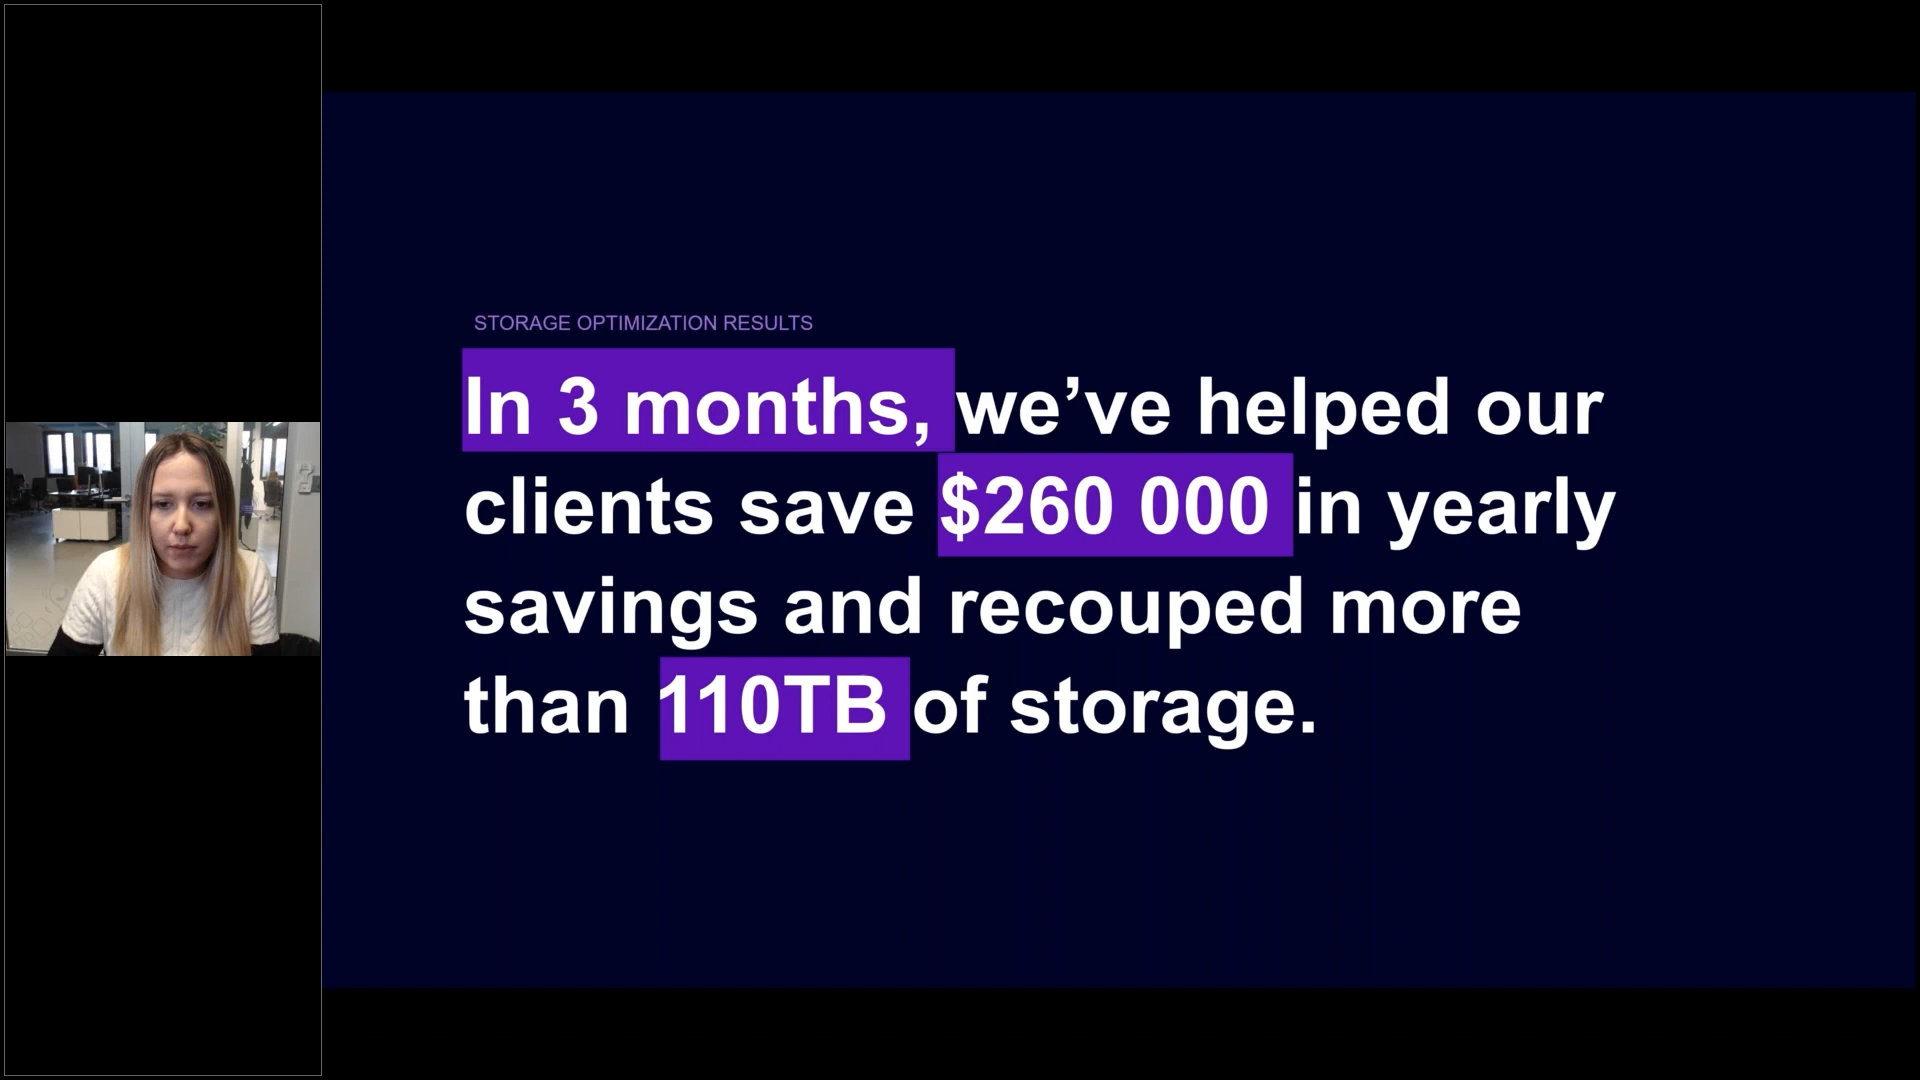 STORAGE OPTIMIZATION RESULTS
In 3 months, we’ve helped our
clients save $260 000 in yearly
savings and recouped more
than 110TB of storage.